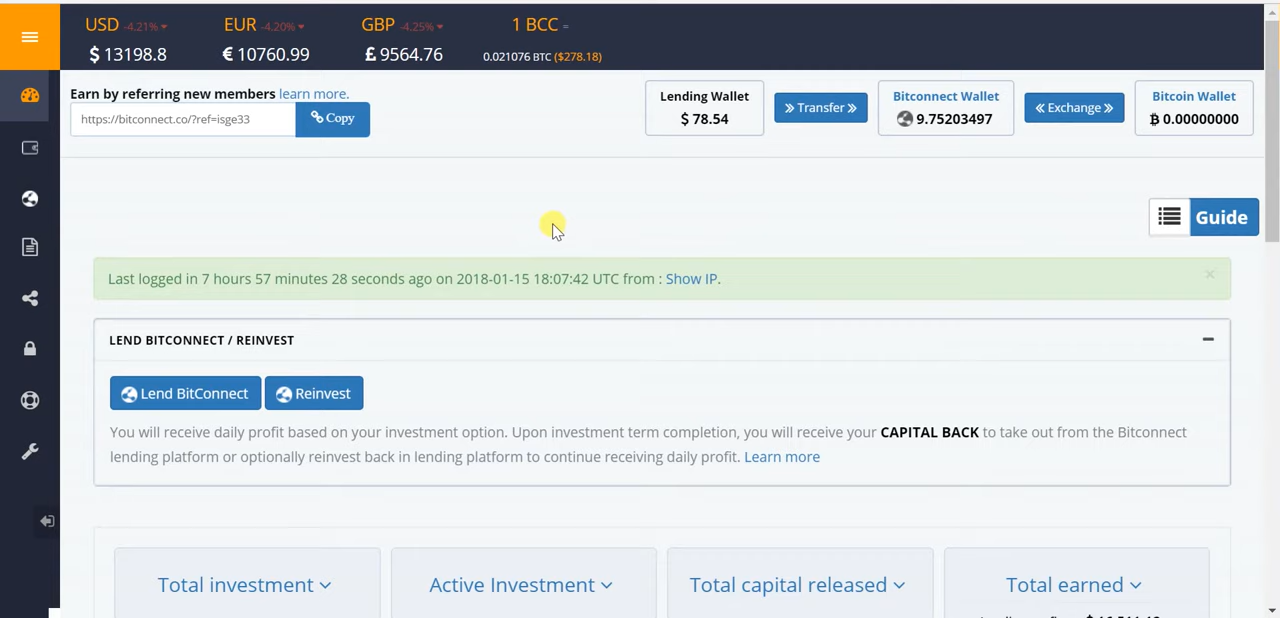 USD -4.21% EUR -4.20% GBP -4.25% 1 BCC =
$ 13198.8 € 10760.99 £ 9564.76 0.021076 BTC ($278.18)
Earn by referring new members learn more.
https://bitconnect.co/?ref=isge33 Copy
Lending Wallet
$ 78.54
Transfer
Bitconnect Wallet
9.75203497
Exchange
Bitcoin Wallet
฿ 0.00000000
Guide
Last logged in 7 hours 57 minutes 28 seconds ago on 2018-01-15 18:07:42 UTC from : Show IP.
LEND BITCONNECT / REINVEST
Lend BitConnect Reinvest
You will receive daily profit based on your investment option. Upon investment term completion, you will receive your CAPITAL BACK to take out from the Bitconnect
lending platform or optionally reinvest back in lending platform to continue receiving daily profit. Learn more
Total investment Active Investment Total capital released Total earned